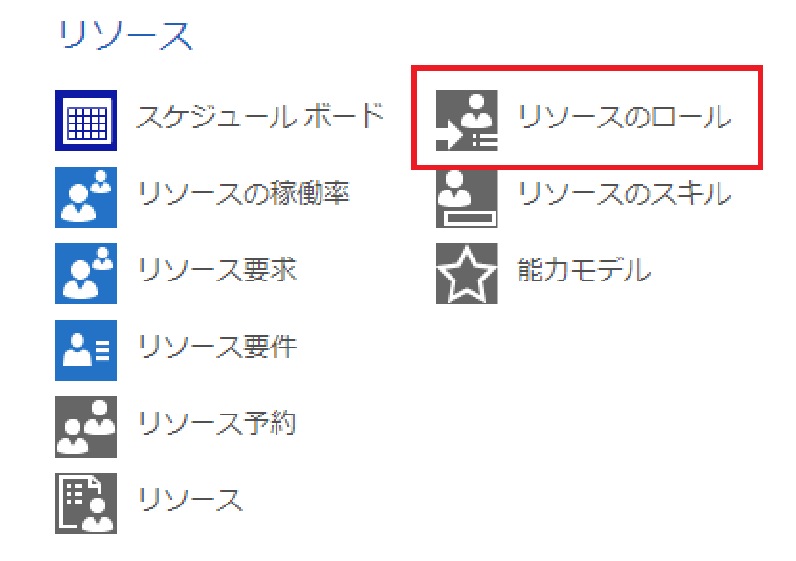 リソース
スケジュール ボード
リソースの稼働率
リソース要求
リソース要件
リソース予約
リソース
リソースのロール
リソースのスキル
能力モデル